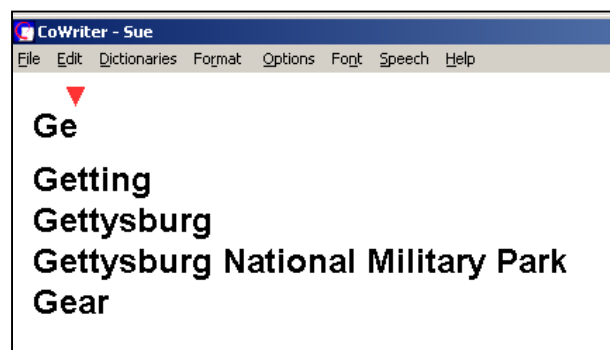 CoWriter - Sue
File Edit Dictionaries Format Options Font Speech Help
Ge
Getting
Gettysburg
Gettysburg National Military Park
Gear